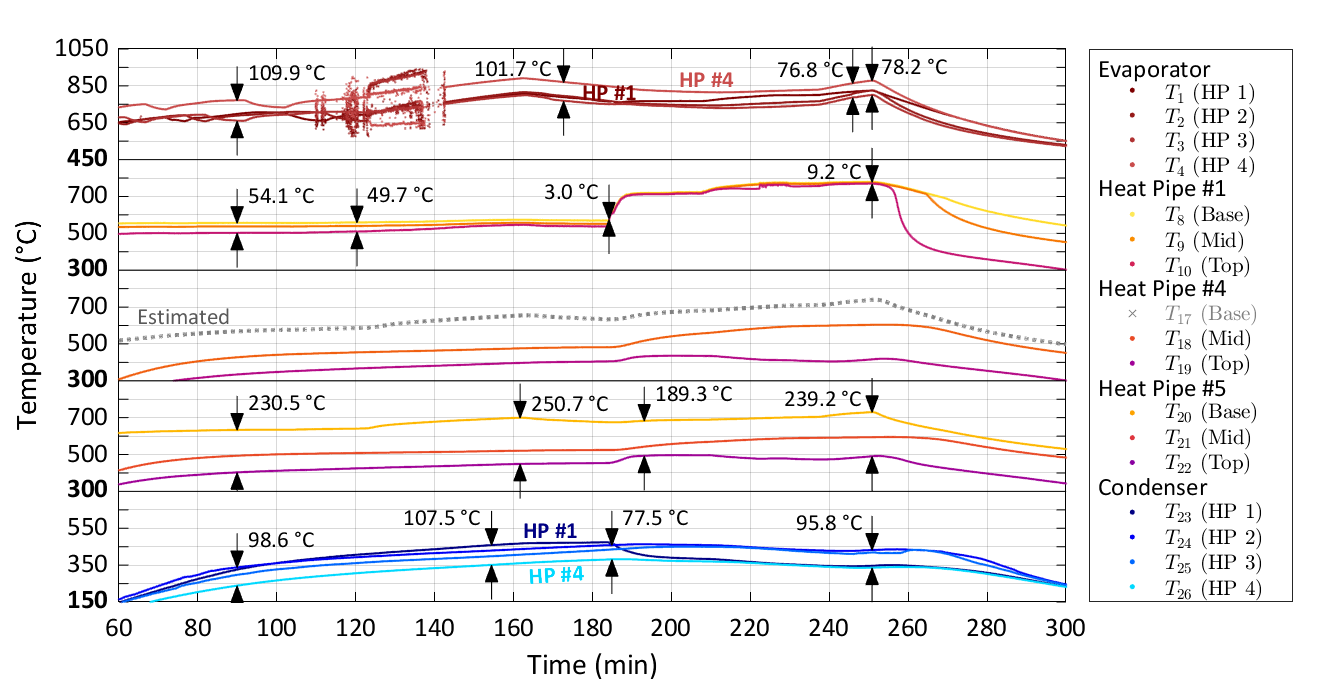 1050
850
650
450
109.9 °C
101.7 °C
HP #1
HP #4
76.8 °C
78.2 °C
700
500
300
54.1 °C
49.7 °C
3.0 °C
9.2 °C
700
500
300
Estimated
700
500
300
230.5 °C
250.7 °C
189.3 °C
239.2 °C
550
350
150
98.6 °C
107.5 °C
HP #1
HP #4
77.5 °C
95.8 °C
60 80 100 120 140 160 180 200 220 240 260 280 300
Time (min)
Temperature (°C)
Evaporator
T1 (HP 1)
T2 (HP 2)
T3 (HP 3)
T4 (HP 4)
Heat Pipe #1
T8 (Base)
T9 (Mid)
T10 (Top)
Heat Pipe #4
T17 (Base)
T18 (Mid)
T19 (Top)
Heat Pipe #5
T20 (Base)
T21 (Mid)
T22 (Top)
Condenser
T23 (HP 1)
T24 (HP 2)
T25 (HP 3)
T26 (HP 4)